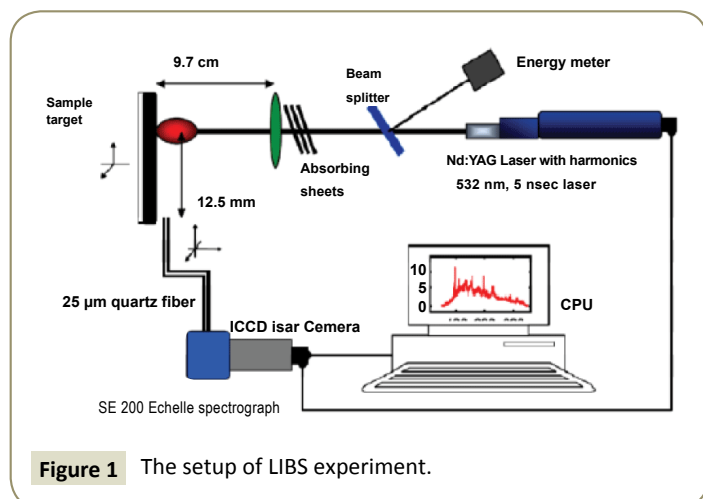 9.7 cm
Energy meter
Beam
splitter
Sample
target
Nd:YAG Laser with harmonics
532 nm, 5 nsec laser
Absorbing
sheets
12.5 mm
10
5
0
CPU
25 µm quartz fiber
ICCD isar Cemera
SE 200 Echelle spectrograph
Figure 1 The setup of LIBS experiment.